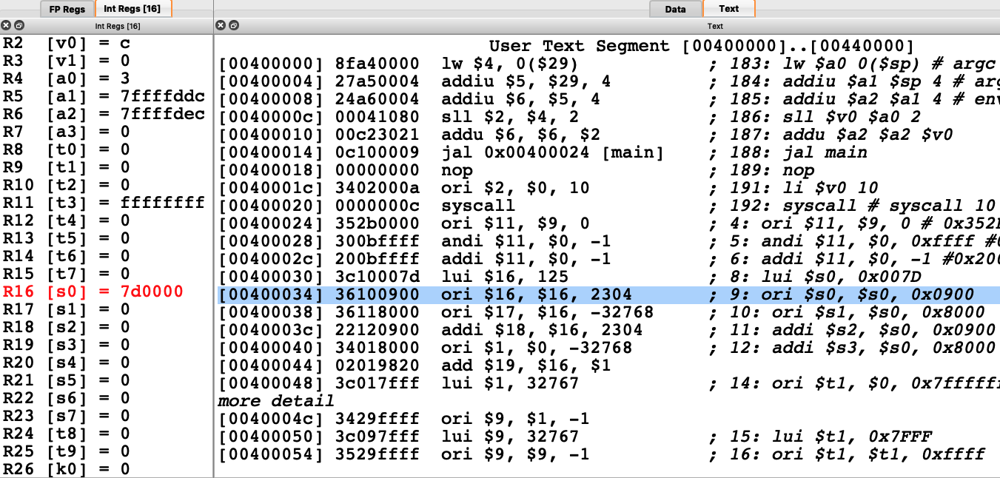 FP Regs Int Regs [16] Data Text
Int Regs [16] Text
R2 [v0] = c
R3 [v1] = 0
R4 [a0] = 3
R5 [a1] = 7ffffddc
R6 [a2] = 7ffffdec
R7 [a3] = 0
R8 [t0] = 0
R9 [t1] = 0
R10 [t2] = 0
R11 [t3] = ffffffff
R12 [t4] = 0
R13 [t5] = 0
R14 [t6] = 0
R15 [t7] = 0
R16 [s0] = 7d0000
R17 [s1] = 0
R18 [s2] = 0
R19 [s3] = 0
R20 [s4] = 0
R21 [s5] = 0
R22 [s6] = 0
R23 [s7] = 0
R24 [t8] = 0
R25 [t9] = 0
R26 [k0] = 0
User Text Segment [00400000]..[00440000]
[00400000] 8fa40000 lw $4, 0($29) ; 183: lw $a0 0($sp) # argc
[00400004] 27a50004 addiu $5, $29, 4 ; 184: addiu $a1 $sp 4 # arg
[00400008] 24a60004 addiu $6, $5, 4 ; 185: addiu $a2 $a1 4 # env
[0040000c] 00041080 sll $2, $4, 2 ; 186: sll $v0 $a0 2
[00400010] 00c23021 addu $6, $6, $2 ; 187: addu $a2 $a2 $v0
[00400014] 0c100009 jal 0x00400024 [main] ; 188: jal main
[00400018] 00000000 nop ; 189: nop
[0040001c] 3402000a ori $2, $0, 10 ; 191: li $v0 10
[00400020] 0000000c syscall ; 192: syscall # syscall 10
[00400024] 352b0000 ori $11, $9, 0 ; 4: ori $11, $9, 0 # 0x352
[00400028] 300bffff andi $11, $0, -1 ; 5: andi $11, $0, 0xffff #
[0040002c] 200bffff addi $11, $0, -1 ; 6: addi $11, $0, -1 #0x200
[00400030] 3c10007d lui $16, 125 ; 8: lui $s0, 0x007D
[00400034] 36100900 ori $16, $16, 2304 ; 9: ori $s0, $s0, 0x0900
[00400038] 36118000 ori $17, $16, -32768 ; 10: ori $s1, $s0, 0x8000
[0040003c] 22120900 addi $18, $16, 2304 ; 11: addi $s2, $s0, 0x0900
[00400040] 34018000 ori $1, $0, -32768 ; 12: addi $s3, $s0, 0x8000
[00400044] 02019820 add $19, $16, $1
[00400048] 3c017fff lui $1, 32767 ; 14: ori $t1, $0, 0x7fffff
more detail
[0040004c] 3429ffff ori $9, $1, -1
[00400050] 3c097fff lui $9, 32767 ; 15: lui $t1, 0x7FFF
[00400054] 3529ffff ori $9, $9, -1 ; 16: ori $t1, $t1, 0xffff